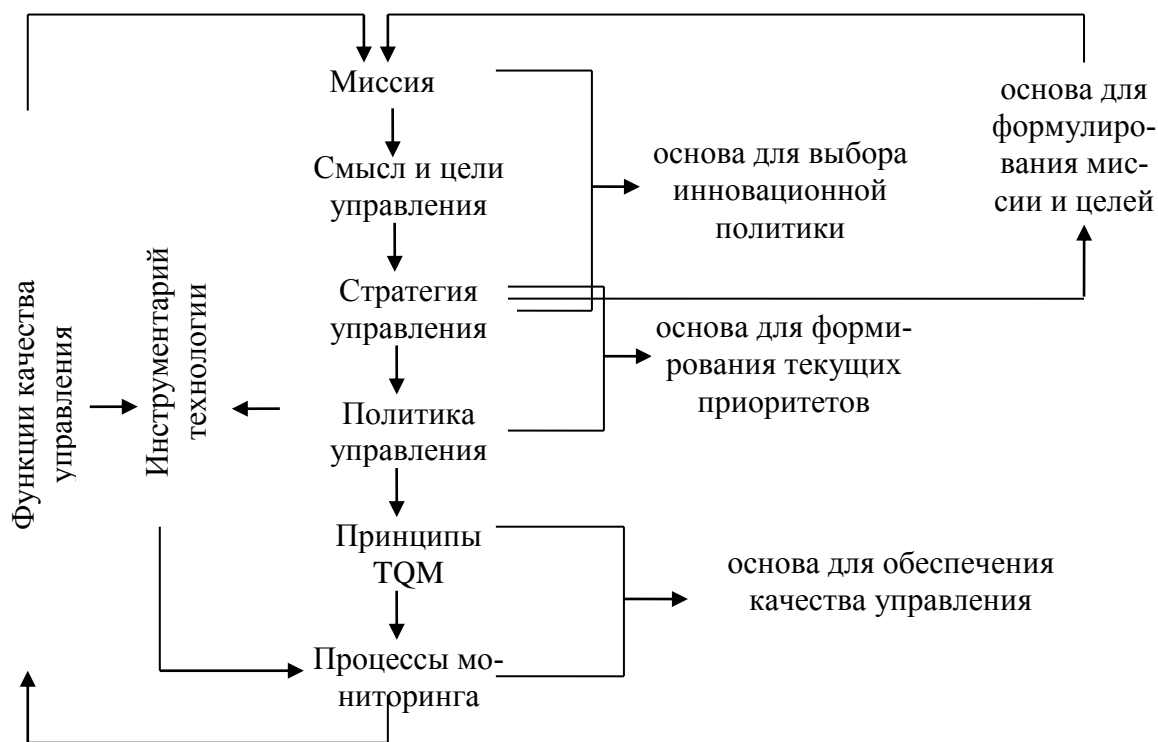 Миссия
Смысл и цели
управления
Стратегия
управления
Политика
управления
Принципы
TQM
Процессы мо-
ниторинга
Функции качества
управления
Инструментарий
технологии
основа для выбора
инновационной
политики
основа для форми-
рования текущих
приоритетов
основа для обеспечения
качества управления
основа для
формулиро-
вания мис-
сии и целей